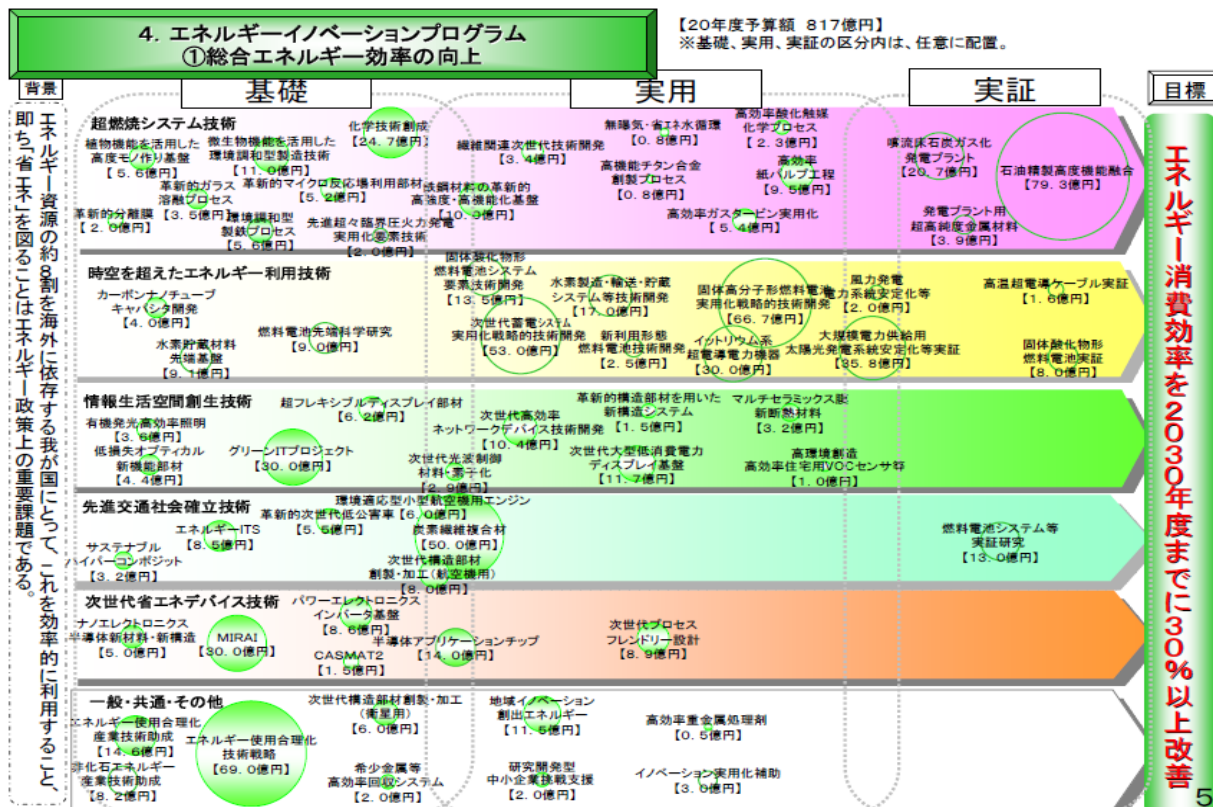 4. エネルギーイノベーションプログラム
①総合エネルギー効率の向上
【20年度予算額 817億円】
※基礎、実用、実証の区分内は、任意に配置。
背景
基礎
実用
実証
目標
エネルギー資源の約8割を海外に依存する我が国にとって、これを効率的に利用すること、
即ち「省エネ」を図ることはエネルギー政策上の重要課題である。
超燃焼システム技術
植物機能を活用した
高度モノ作り基盤
【5.6億円】
微生物機能を活用した
環境調和型製造技術
【11.0億円】
化学技術創成
【24.7億円】
革新的ガラス
溶融プロセス
【3.5億円】
革新的マイクロ反応場利用部材
【5.2億円】
革新的分離膜
【2.0億円】
環境調和型
製鉄プロセス
【5.6億円】
先進超々臨界圧火力発電
実用化要素技術
【2.0億円】
繊維関連次世代技術開発
【3.4億円】
鉄鋼材料の革新的
高強度・高機能化基盤
【10.0億円】
無曝気・省エネ水循環
【0.8億円】
高機能チタン合金
創製プロセス
【0.8億円】
高効率酸化触媒
化学プロセス
【2.3億円】
高効率
紙パルプ工程
【9.5億円】
高効率ガスタービン実用化
【5.4億円】
噴流床石炭ガス化
発電プラント
【20.7億円】
石油精製高度機能融合
【79.3億円】
発電プラント用
超高純度金属材料
【3.9億円】
時空を超えたエネルギー利用技術
カーボンナノチューブ
キャパシタ開発
【4.0億円】
水素貯蔵材料
先端基盤
【9.1億円】
燃料電池先端科学研究
【9.0億円】
固体酸化物形
燃料電池システム
要素技術開発
【13.5億円】
次世代蓄電システム
実用化戦略的技術開発
【53.0億円】
水素製造・輸送・貯蔵
システム等技術開発
【17.0億円】
新利用形態
燃料電池技術開発
【2.5億円】
固体高分子形燃料電池
実用化戦略的技術開発
【66.7億円】
イットリウム系
超電導電力機器
【30.0億円】
風力発電
電力系統安定化等
【2.0億円】
大規模電力供給用
太陽光発電系統安定化等実証
【35.8億円】
高温超電導ケーブル実証
【1.6億円】
固体酸化物形
燃料電池実証
【8.0億円】
情報生活空間創生技術
有機発光高効率照明
【3.6億円】
低損失オプティカル
新機能部材
【4.4億円】
超フレキシブルディスプレイ部材
【6.2億円】
グリーンITプロジェクト
【30.0億円】
次世代高効率
ネットワークデバイス技術開発
【10.4億円】
次世代光波制御
材料・素子化
【2.9億円】
革新的構造部材を用いた
新構造システム
【1.5億円】
次世代大型低消費電力
ディスプレイ基盤
【11.7億円】
マルチセラミックス膜
新断熱材料
【3.2億円】
高環境創造
高効率住宅用VOCセンサ等
【1.0億円】
先進交通社会確立技術
サステナブル
ハイパーコンポジット
【3.2億円】
エネルギーITS
【8.5億円】
革新的次世代低公害車
【5.5億円】
環境適応型小型航空機用エンジン
【6.0億円】
炭素繊維複合材
【50.0億円】
次世代構造部材
創製・加工(航空機用)
【8.0億円】
燃料電池システム等
実証研究
【13.0億円】
次世代省エネデバイス技術
ナノエレクトロニクス
半導体新材料・新構造
【5.0億円】
MIRAI
【30.0億円】
パワーエレクトロニクス
インバータ基盤
【8.6億円】
CASMAT2
【1.5億円】
半導体アプリケーションチップ
【14.0億円】
次世代プロセス
フレンドリー設計
【8.9億円】
一般・共通・その他
エネルギー使用合理化
産業技術助成
【14.6億円】
非化石エネルギー
産業技術助成
【8.2億円】
エネルギー使用合理化
技術戦略
【69.0億円】
次世代構造部材創製・加工
(衛星用)
【6.0億円】
希少金属等
高効率回収システム
【2.0億円】
地域イノベーション
創出エネルギー
【11.5億円】
研究開発型
中小企業挑戦支援
【2.0億円】
高効率重金属処理剤
【0.5億円】
イノベーション実用化補助
【3.0億円】
エネルギー消費効率を2030年度までに30%以上改善
5